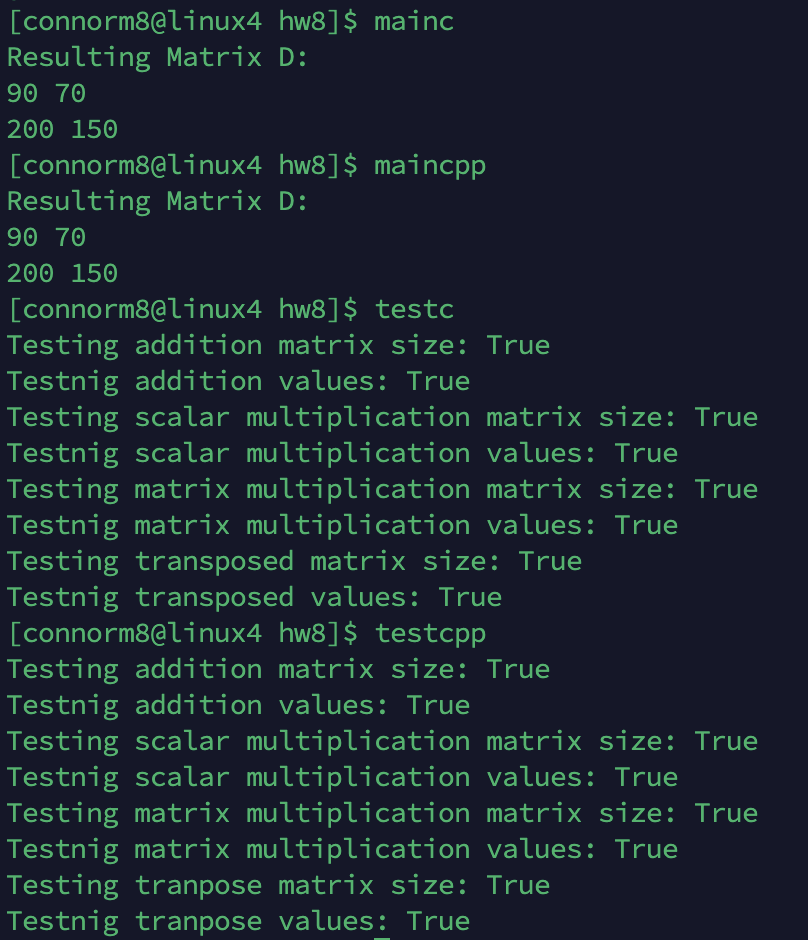 [connorm8@linux4 hw8]$ mainc
Resulting Matrix D:
90 70
200 150
[connorm8@linux4 hw8]$ maincpp
Resulting Matrix D:
90 70
200 150
[connorm8@linux4 hw8]$ testc
Testing addition matrix size: True
Testnig addition values: True
Testing scalar multiplication matrix size: True
Testnig scalar multiplication values: True
Testing matrix multiplication matrix size: True
Testnig matrix multiplication values: True
Testing transposed matrix size: True
Testnig transposed values: True
[connorm8@linux4 hw8]$ testcpp
Testing addition matrix size: True
Testnig addition values: True
Testing scalar multiplication matrix size: True
Testnig scalar multiplication values: True
Testing matrix multiplication matrix size: True
Testnig matrix multiplication values: True
Testing tranpose matrix size: True
Testnig tranpose values: True